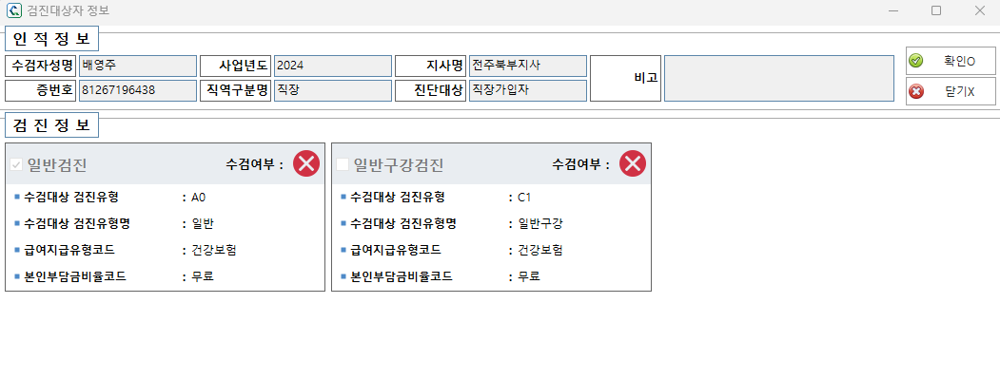 검진대상자 정보
인 적 정 보
수검자성명 배영주 사업년도 2024 지사명 전주북부지사 비고 확인O
증번호 81267196438 직역구분명 직장 진단대상 직장가입자 닫기X
검 진 정 보
일반검진 수검여부 : 일반구강검진 수검여부 :
수검대상 검진유형 : A0 수검대상 검진유형 : C1
수검대상 검진유형명 : 일반 수검대상 검진유형명 : 일반구강
급여지급유형코드 : 건강보험 급여지급유형코드 : 건강보험
본인부담금비율코드 : 무료 본인부담금비율코드 : 무료